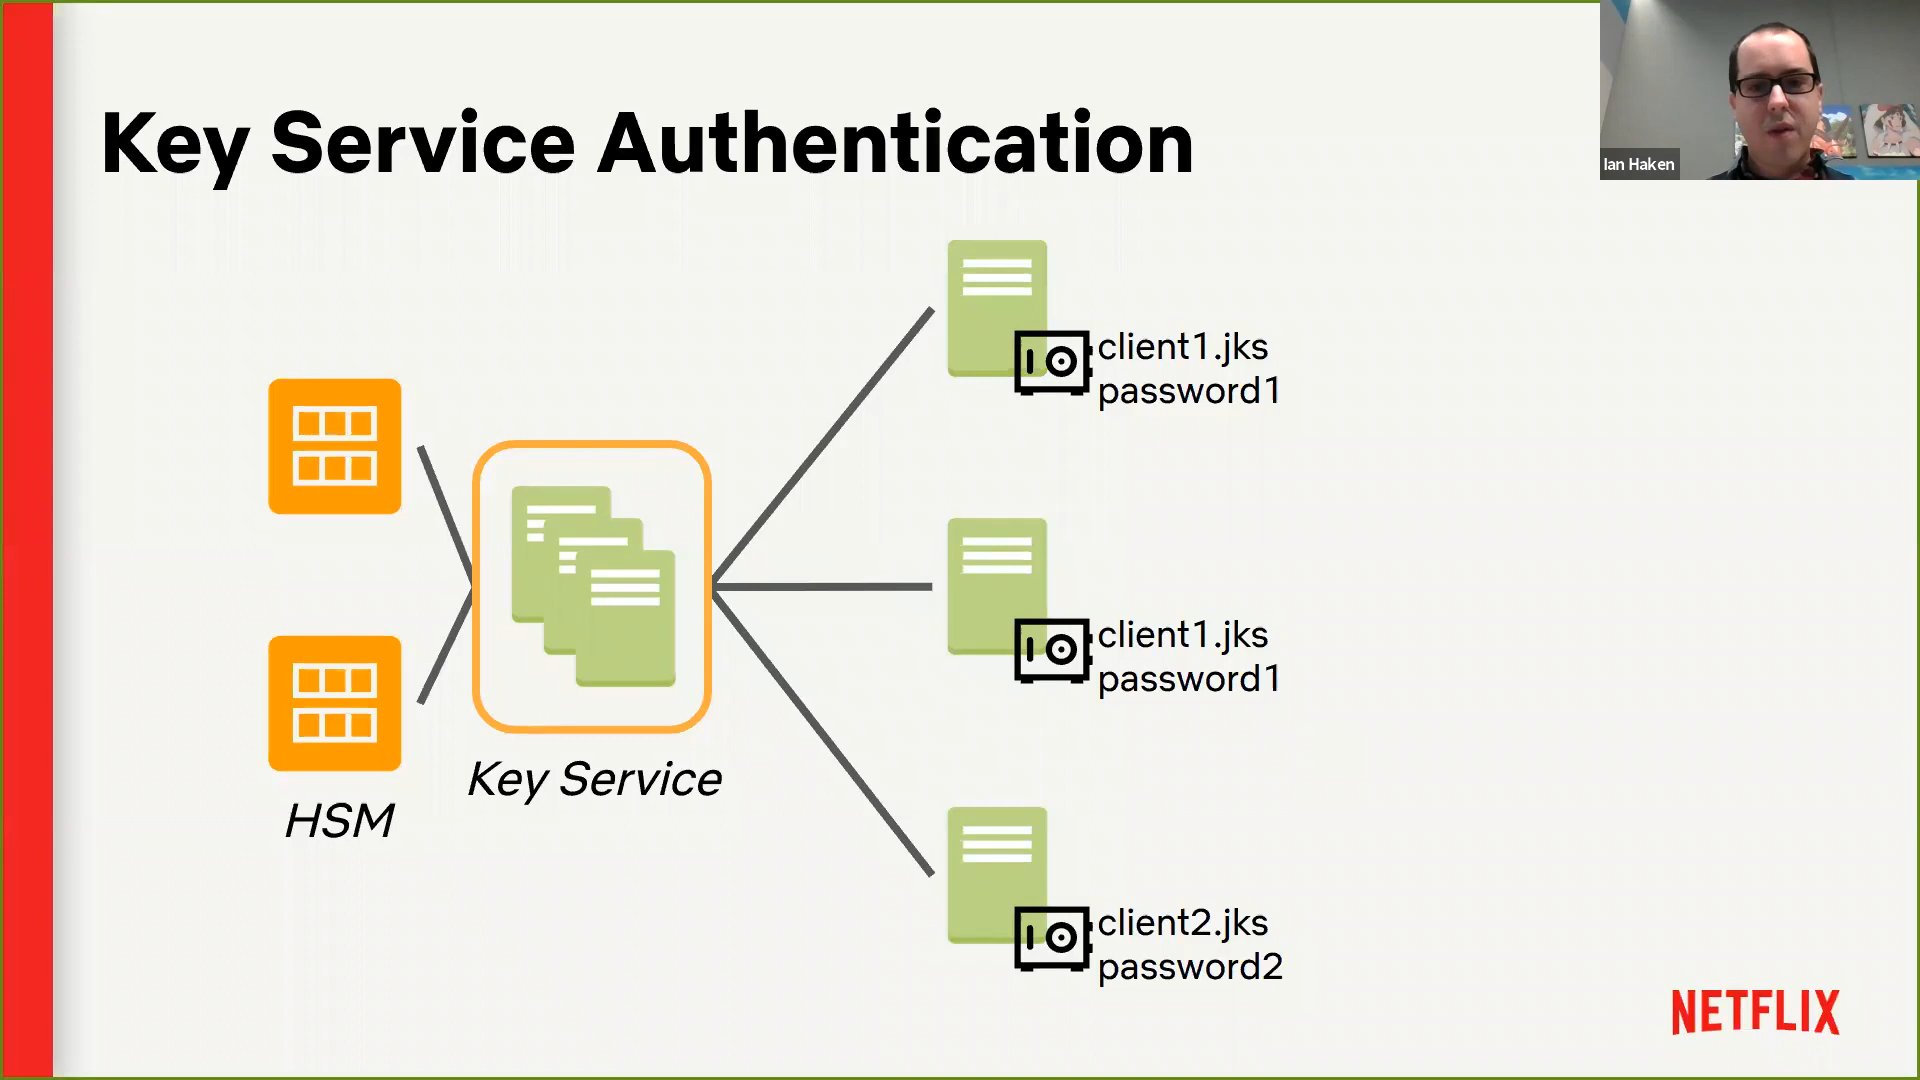 Key Service Authentication
Ian Haken
client1.jks
password1
client1.jks
password1
Key Service
HSM
client2.jks
password2
NETFLIX